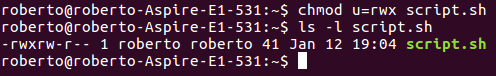 roberto@roberto-Aspire-E1-531:~$ chmod u=rwx script.sh
roberto@roberto-Aspire-E1-531:~$ ls -l script.sh
-rwxrw-r-- 1 roberto roberto 41 Jan 12 19:04 script.sh
roberto@roberto-Aspire-E1-531:~$